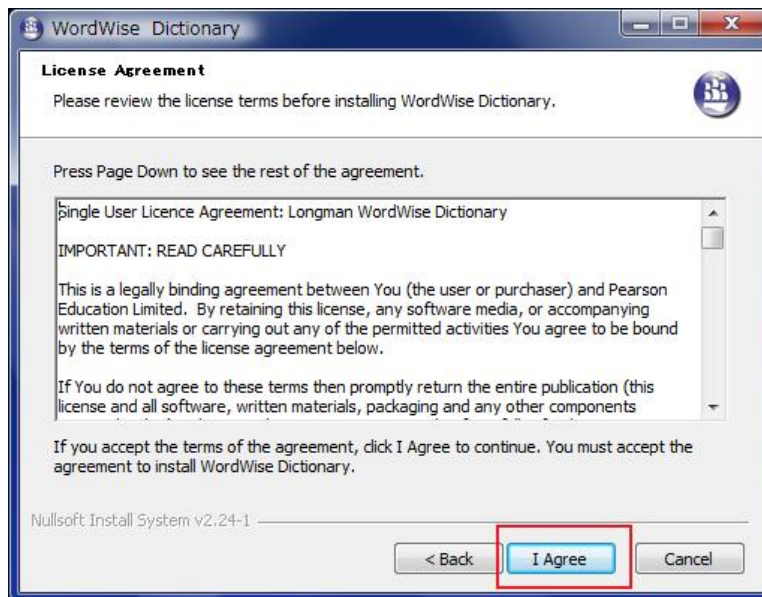 WordWise Dictionary
License Agreement
Please review the license terms before installing WordWise Dictionary.
Press Page Down to see the rest of the agreement.
Single User Licence Agreement: Longman WordWise Dictionary
IMPORTANT: READ CAREFULLY
This is a legally binding agreement between You (the user or purchaser) and Pearson
Education Limited.  By retaining this license, any software media, or accompanying
written materials or carrying out any of the permitted activities You agree to be bound
by the terms of the license agreement below.
If You do not agree to these terms then promptly return the entire publication (this
license and all software, written materials, packaging and any other components
If you accept the terms of the agreement, click I Agree to continue. You must accept the
agreement to install WordWise Dictionary.
Nullsoft Install System v2.24-1
< Back
I Agree
Cancel